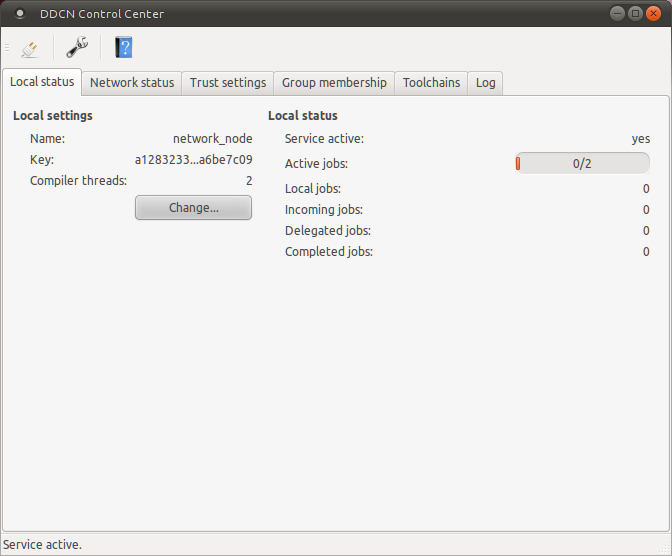 DDCN Control Center
?
Local status Network status Trust settings Group membership Toolchains Log
Local settings
Name: network_node
Key: a1283233...a6be7c09
Compiler threads: 2
Change...
Local status
Service active: yes
Active jobs: 0/2
Local jobs: 0
Incoming jobs: 0
Delegated jobs: 0
Completed jobs: 0
Service active.